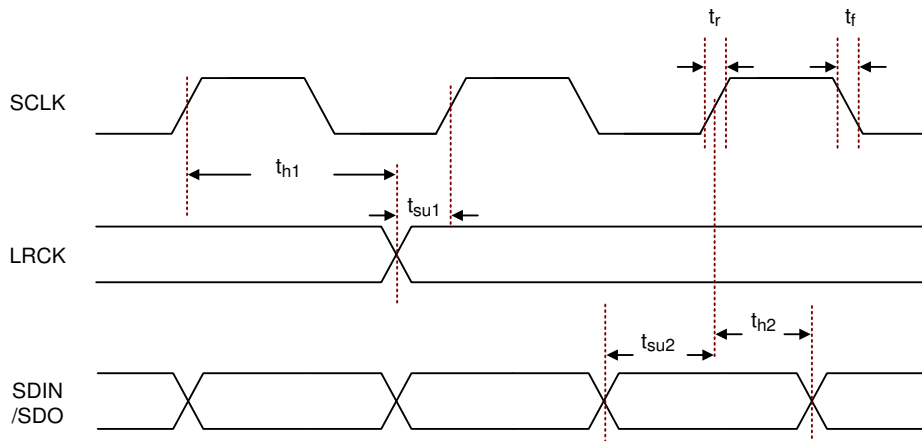 tr
tf
SCLK
th1
tsu1
LRCK
th2
tsu2
SDIN
/SDO